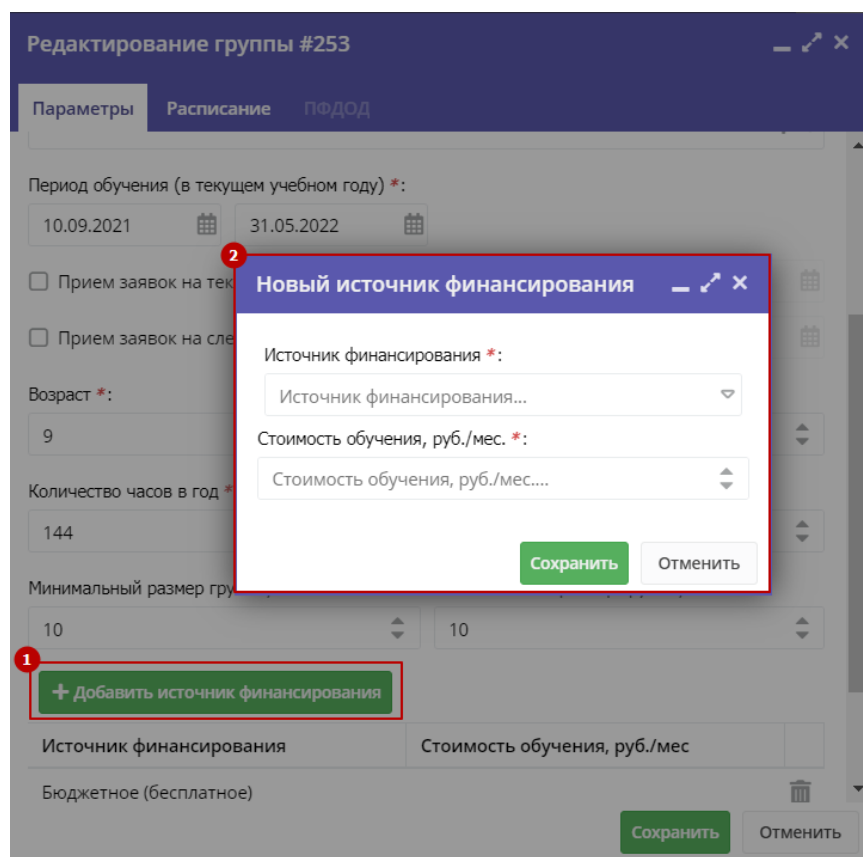 Редактирование группы #253
Параметры Расписание ПФДОД
Период обучения (в текущем учебном году) *:
10.09.2021 31.05.2022
2
Новый источник финансирования
Прием заявок на тек
Прием заявок на сле
Источник финансирования *:
Источник финансирования...
Стоимость обучения, руб./мес. *:
Стоимость обучения, руб./мес....
Сохранить Отменить
Возраст *:
9
Количество часов в год *
144
Минимальный размер гру
10 10
1
+ Добавить источник финансирования
Источник финансирования Стоимость обучения, руб./мес
Бюджетное (бесплатное)
Сохранить Отменить